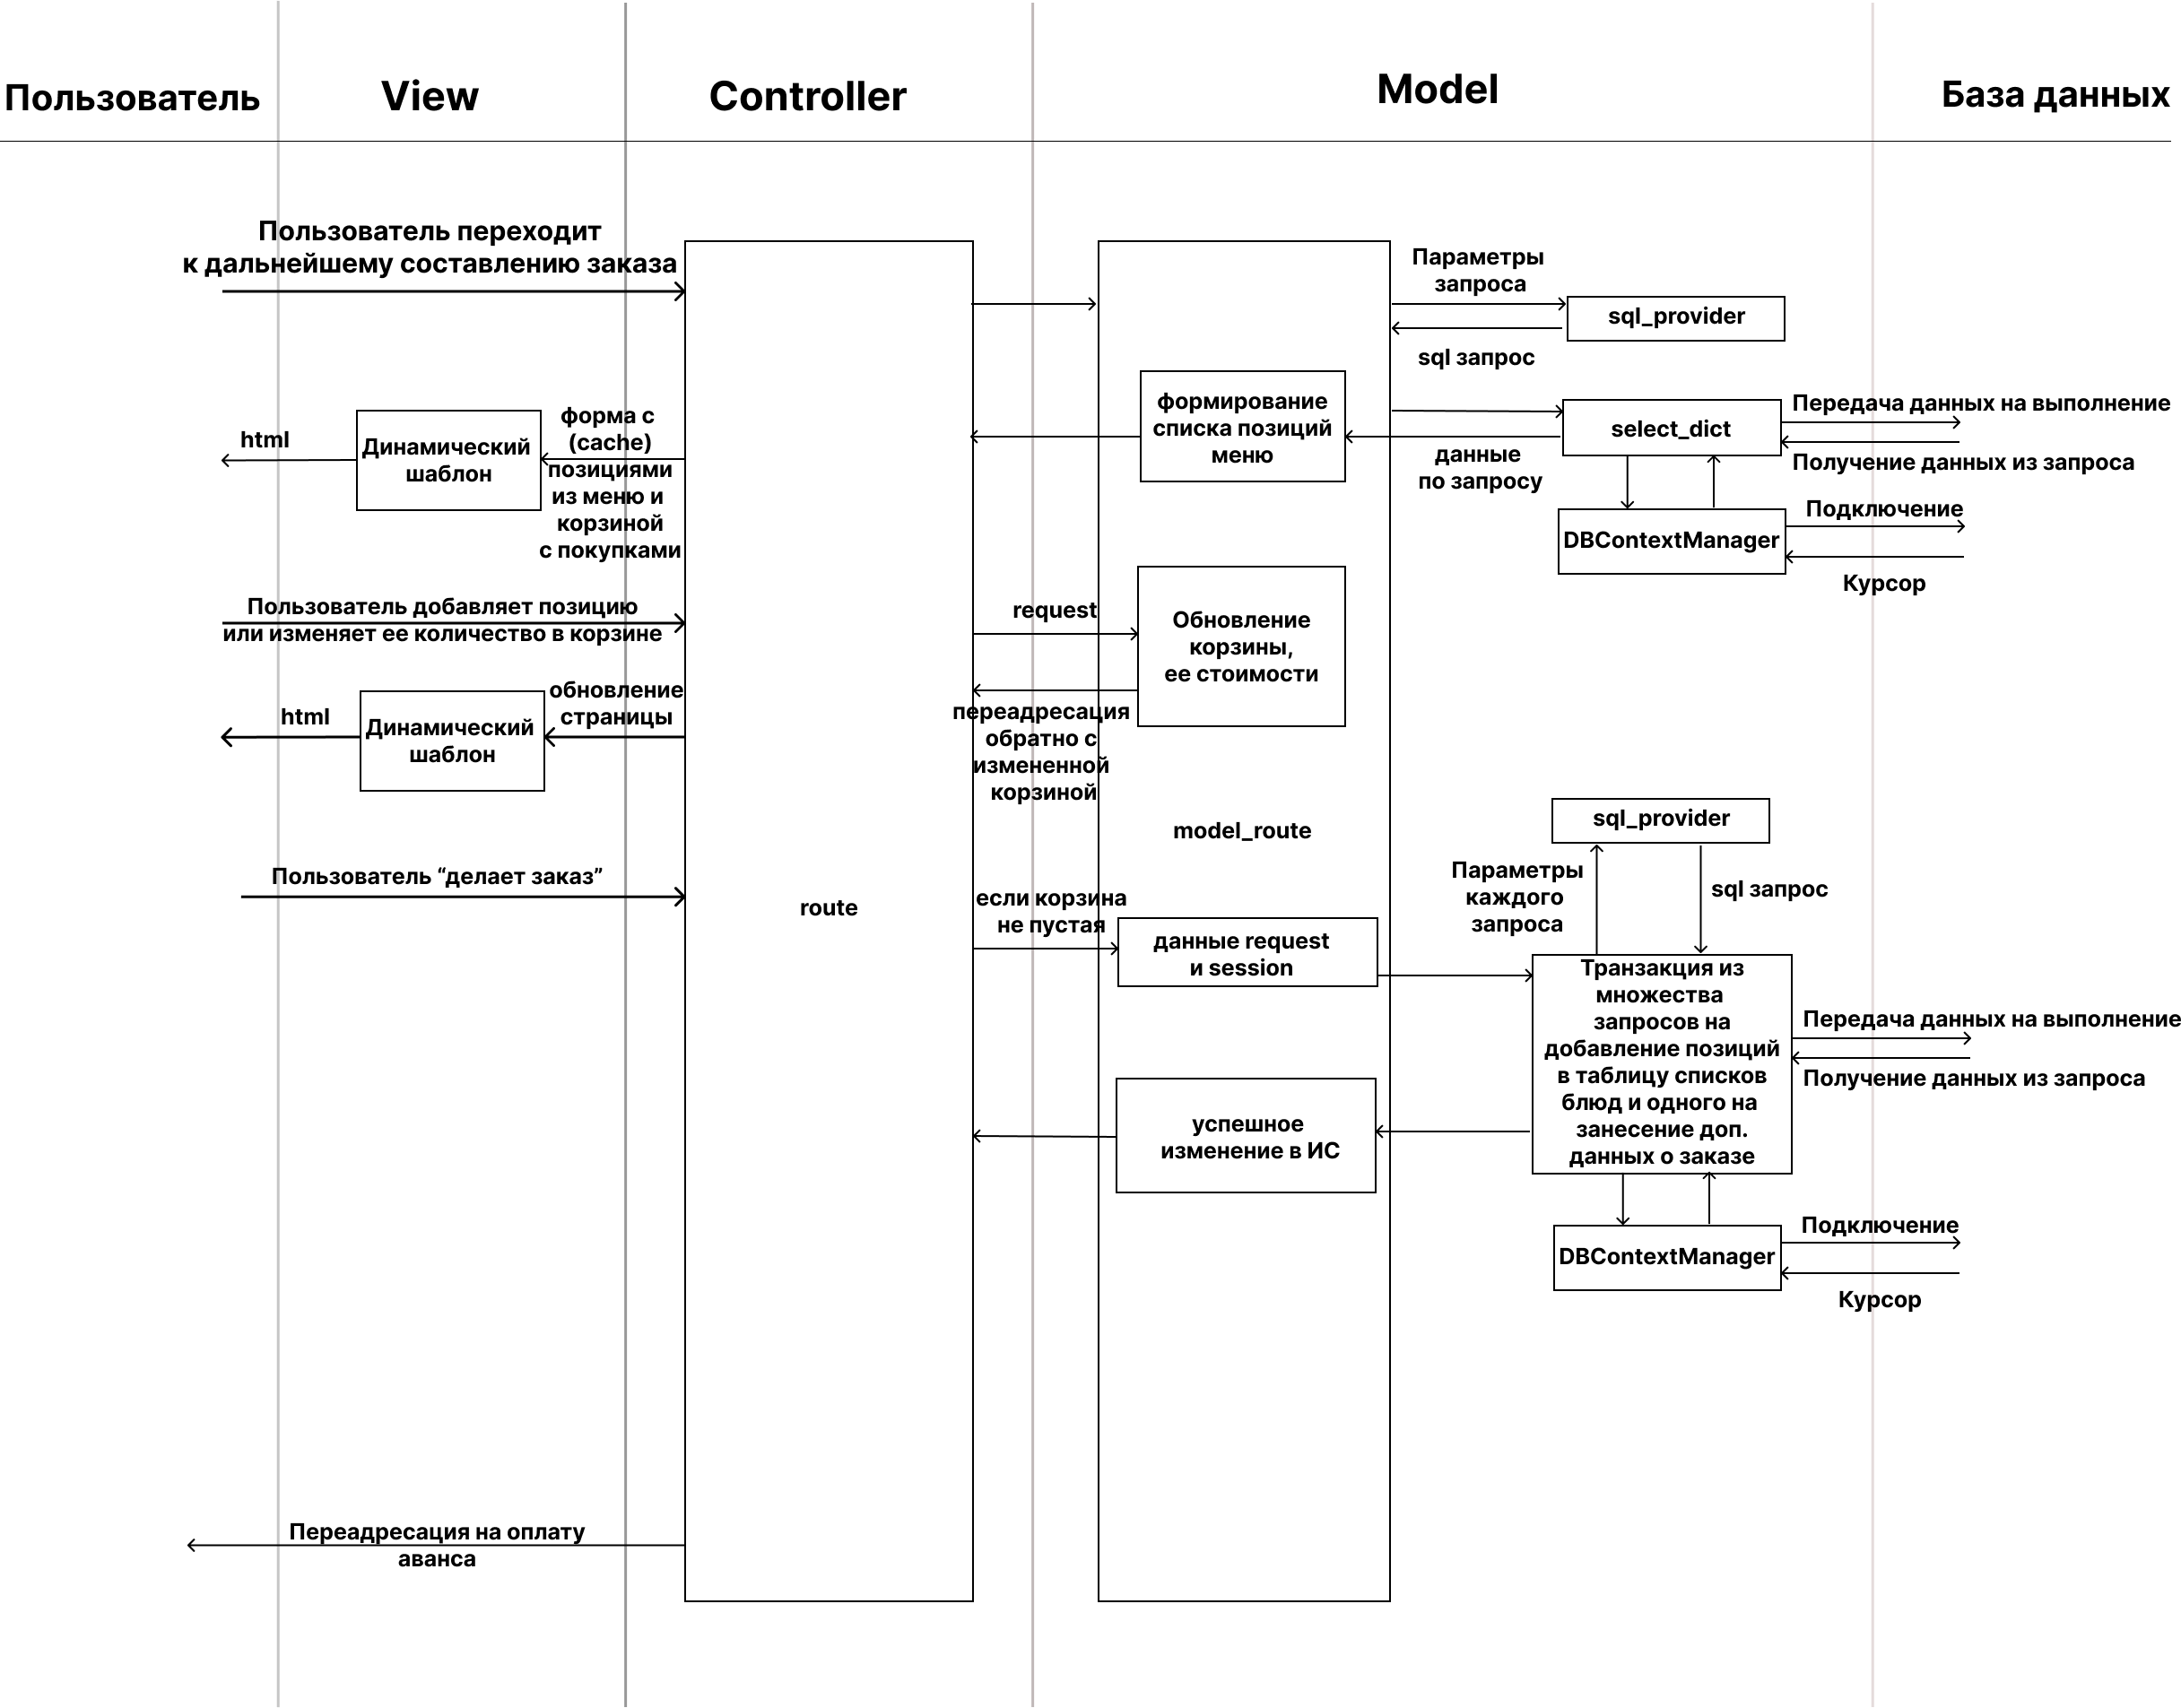 Пользователь
View
Controller
Model
База данных
Пользователь переходит
к дальнейшему составлению заказа
Параметры
запроса
sql_provider
sql запрос
формирование
списка позиций
меню
select_dict
Передача данных на выполнение
Получение данных из запроса
данные
по запросу
Подключение
DBContextManager
Курсор
html
Динамический
шаблон
форма с
(cache)
позициями
из меню и
корзиной
с покупками
Пользователь добавляет позицию
или изменяет ее количество в корзине
request
Обновление
корзины,
ее стоимости
переадресация
обратно с
измененной
корзиной
обновление
страницы
html
Динамический
шаблон
model_route
sql_provider
Параметры
каждого
запроса
sql запрос
Пользователь “делает заказ”
route
если корзина
не пустая
данные request
и session
Транзакция из
множества
запросов на
добавление позиций
в таблицу списков
блюд и одного на
занесение доп.
данных о заказе
Передача данных на выполнение
Получение данных из запроса
успешное
изменение в ИС
Подключение
DBContextManager
Курсор
Переадресация на оплату
аванса